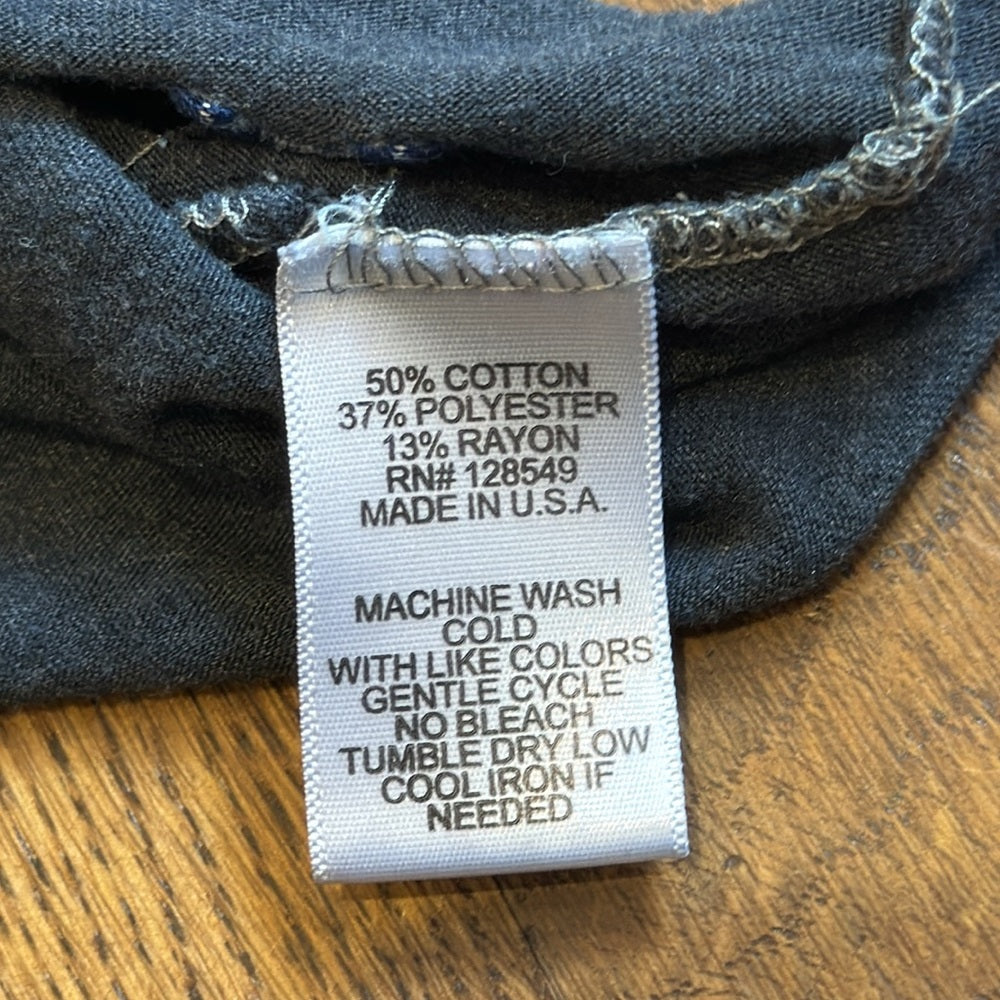 50% COTTON
37% POLYESTER
13% RAYON
RN# 128549
MADE IN U.S.A.
MACHINE WASH
COLD
WITH LIKE COLORS
GENTLE CYCLE
NO BLEACH
TUMBLE DRY LOW
COOL IRON IF
NEEDED